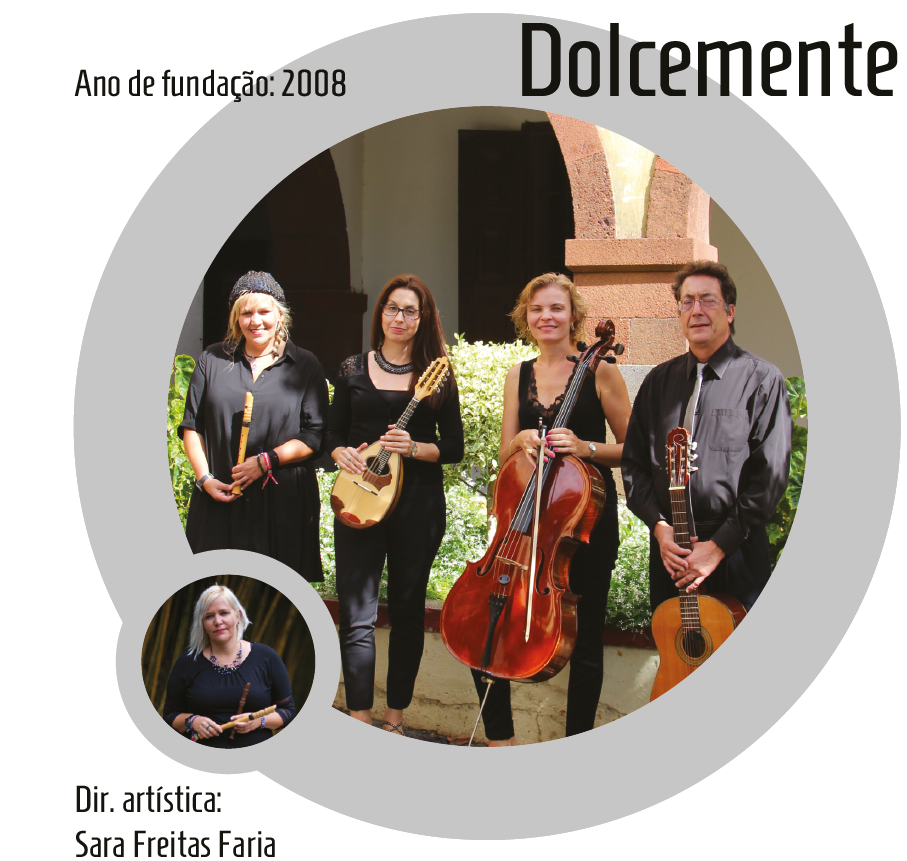 Dolcemente
Ano de fundação: 2008
Dir. artística:
Sara Freitas Faria